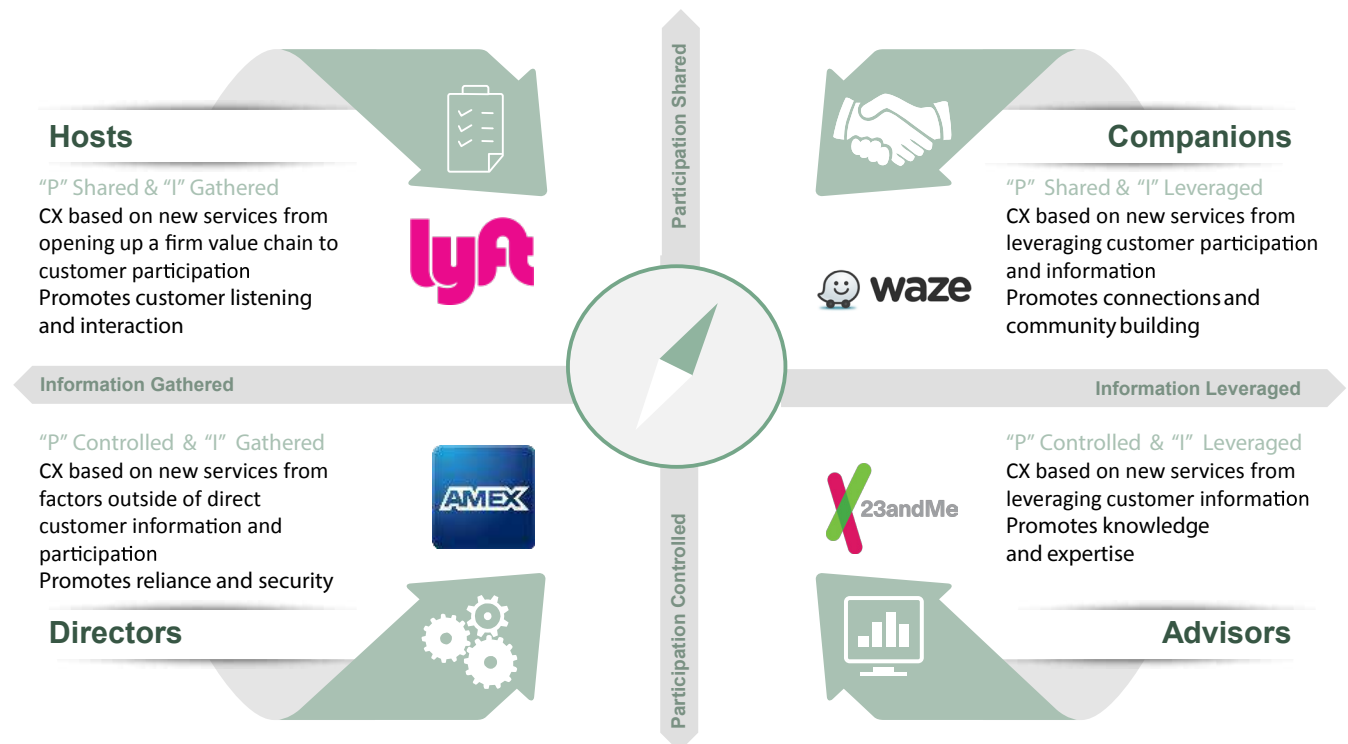 Participation Shared
Hosts
"P" Shared & "I" Gathered
CX based on new services from
opening up a firm value chain to
customer participation
Promotes customer listening
and interaction
lyft
Companions
"P" Shared & "I" Leveraged
CX based on new services from
leveraging customer participation
and information
Promotes connections and
community building
waze
Information Gathered
Information Leveraged
"P" Controlled & "I" Gathered
CX based on new services from
factors outside of direct
customer information and
participation
Promotes reliance and security
AMEX
Directors
"P" Controlled & "I" Leveraged
CX based on new services from
leveraging customer information
Promotes knowledge
and expertise
23andMe
Advisors
Participation Controlled